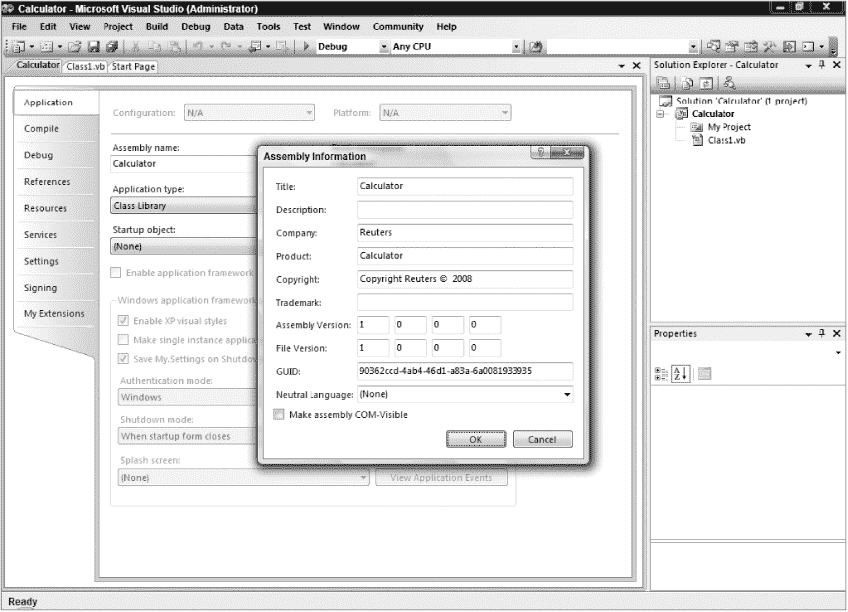 Calculator - Microsoft Visual Studio (Administrator)
File Edit View Project Build Debug Data Tools Test Window Community Help
Debug Any CPU
Calculator Class1.vb Start Page
Solution Explorer - Calculator
Solution 'Calculator' (1 project)
Calculator
My Project
Class1.vb
Application
Compile
Debug
References
Resources
Services
Settings
Signing
My Extensions
Configuration: N/A Platform: N/A
Assembly name:
Calculator
Application type:
Class Library
Startup object:
(None)
Enable application framework
Windows application framework
Enable XP visual styles
Make single instance applic
Save My.Settings on Shutdo
Authentication mode:
Windows
Shutdown mode:
When startup form closes
Splash screen:
(None)
View Application Events
Assembly Information
Title: Calculator
Description:
Company: Reuters
Product: Calculator
Copyright: Copyright Reuters © 2008
Trademark:
Assembly Version: 1 0 0 0
File Version: 1 0 0 0
GUID: 90362ccd-4ab4-46d1-a83a-6a0081933935
Neutral Language: (None)
Make assembly COM-Visible
OK Cancel
Properties
Ready